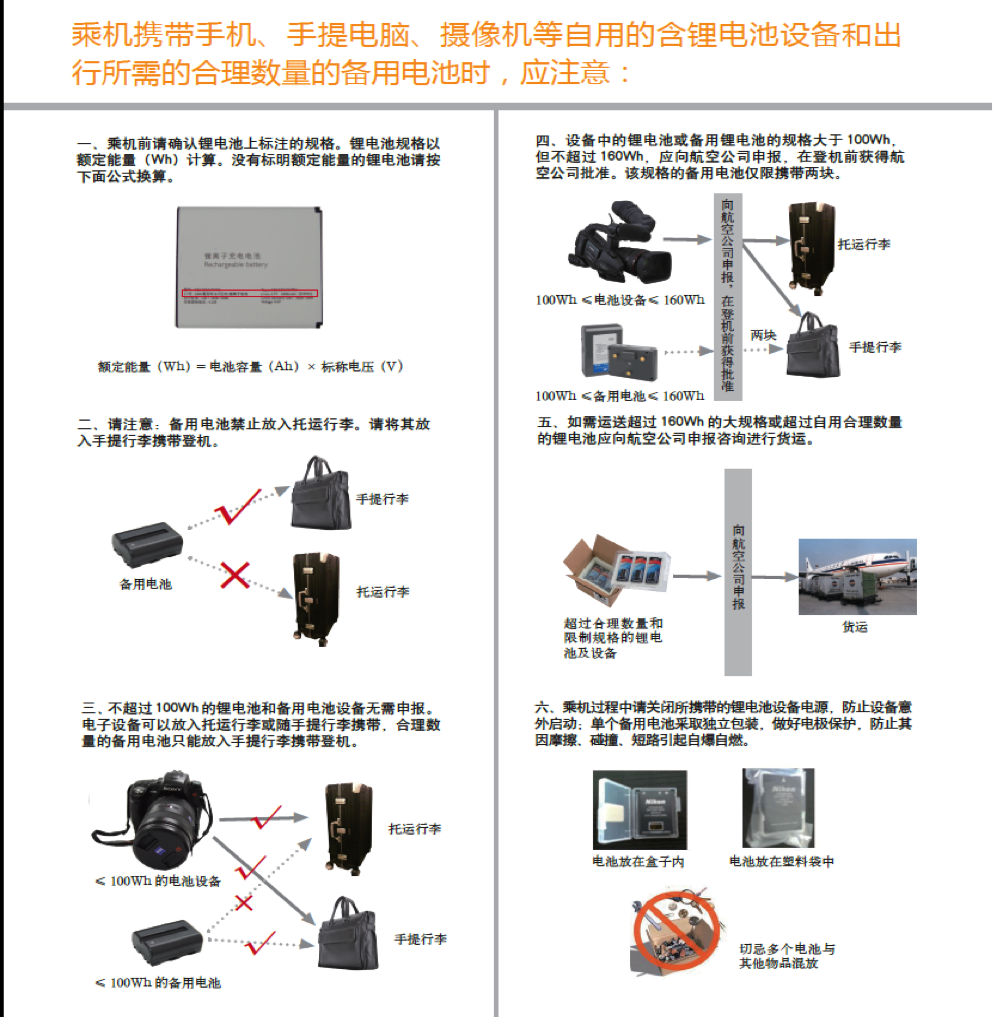 乘机携带手机、手提电脑、摄像机等自用的含锂电池设备和出
行所需的合理数量的备用电池时，应注意：
一、乘机前请确认锂电池上标注的规格。锂电池规格以
额定能量（Wh）计算。没有标明额定能量的锂电池请按
下面公式换算。
锂离子充电电池
Rechargeable battery
额定能量（Wh）＝电池容量（Ah）× 标称电压（V）
二、请注意：备用电池禁止放入托运行李。请将其放
入手提行李携带登机。
手提行李
备用电池
托运行李
三、不超过 100Wh 的锂电池和备用电池设备无需申报。
电子设备可以放入托运行李或随手提行李携带，合理数
量的备用电池只能放入手提行李携带登机。
SONY
托运行李
≤ 100Wh 的电池设备
手提行李
≤ 100Wh 的备用电池
四、设备中的锂电池或备用锂电池的规格大于 100Wh，
但不超过 160Wh，应向航空公司申报，在登机前获得航
空公司批准。该规格的备用电池仅限携带两块。
向航空公司申报，在登机前获得批准
托运行李
100Wh ≤电池设备≤ 160Wh
两块
手提行李
100Wh ≤备用电池≤ 160Wh
五、如需运送超过 160Wh 的大规格或超过自用合理数量
的锂电池应向航空公司申报咨询进行货运。
向航空公司申报
超过合理数量和
限制规格的锂电
池及设备
货运
六、乘机过程中请关闭所携带的锂电池设备电源，防止设备意
外启动；单个备用电池采取独立包装，做好电极保护，防止其
因摩擦、碰撞、短路引起自爆自燃。
Nikon
Nikon
电池放在盒子内
电池放在塑料袋中
切忌多个电池与
其他物品混放